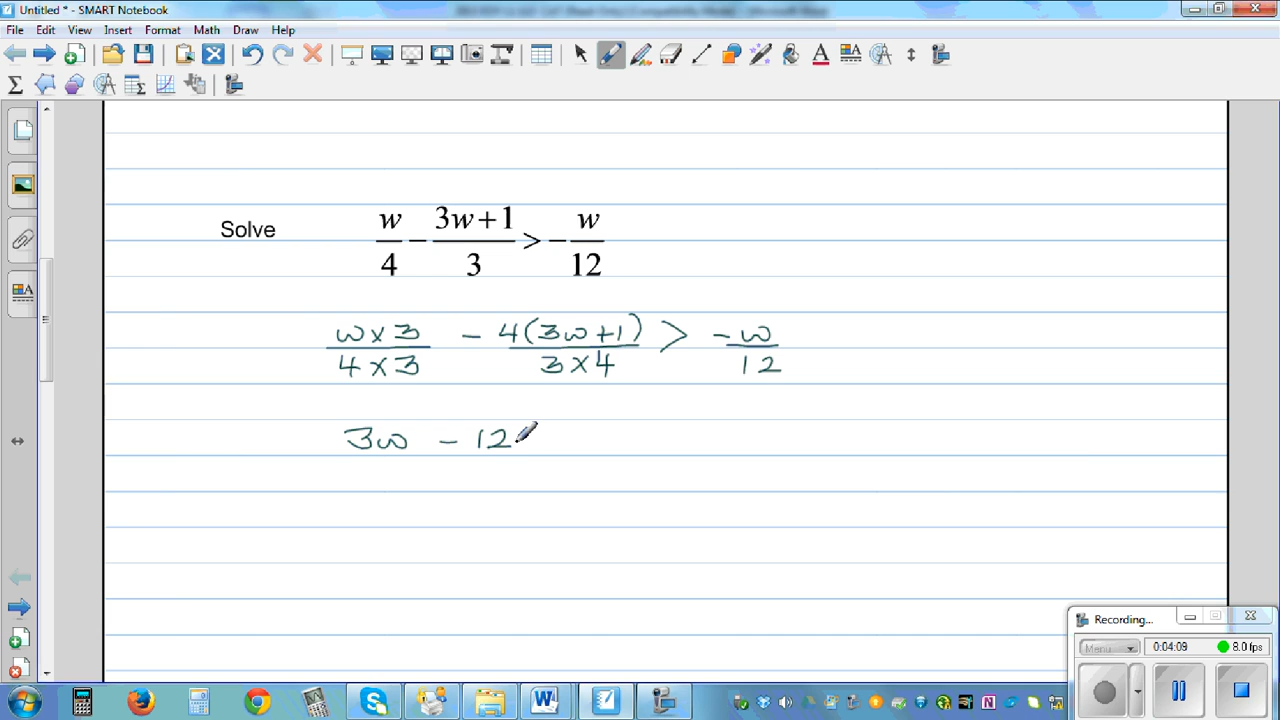 Untitled * - SMART Notebook
File Edit View Insert Format Math Draw Help
Solve w/4 - (3w+1)/3 > - w/12
w x 3 / 4 x 3 - 4(3w+1) / 3 x 4 > -w / 12
3w - 12
Recording...
Menu 0:04:09 8.0 fps